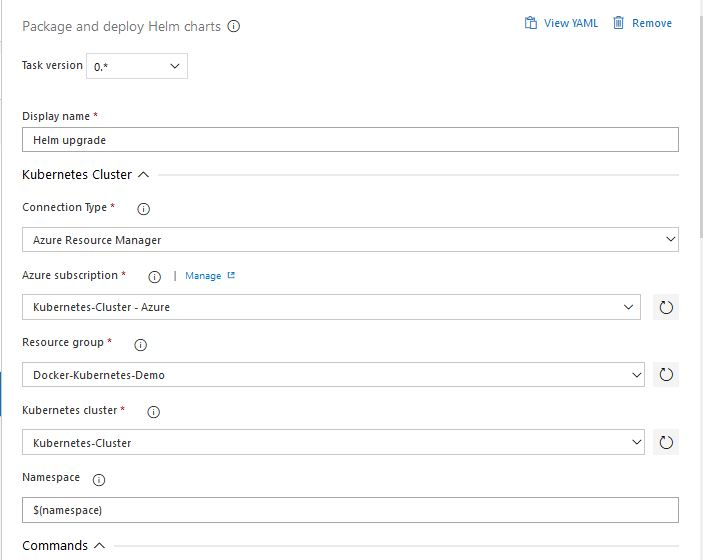 Package and deploy Helm charts
View YAML Remove
Task version 0.*
Display name *
Helm upgrade
Kubernetes Cluster
Connection Type *
Azure Resource Manager
Azure subscription * | Manage
Kubernetes-Cluster - Azure
Resource group *
Docker-Kubernetes-Demo
Kubernetes cluster *
Kubernetes-Cluster
Namespace
$(namespace)
Commands